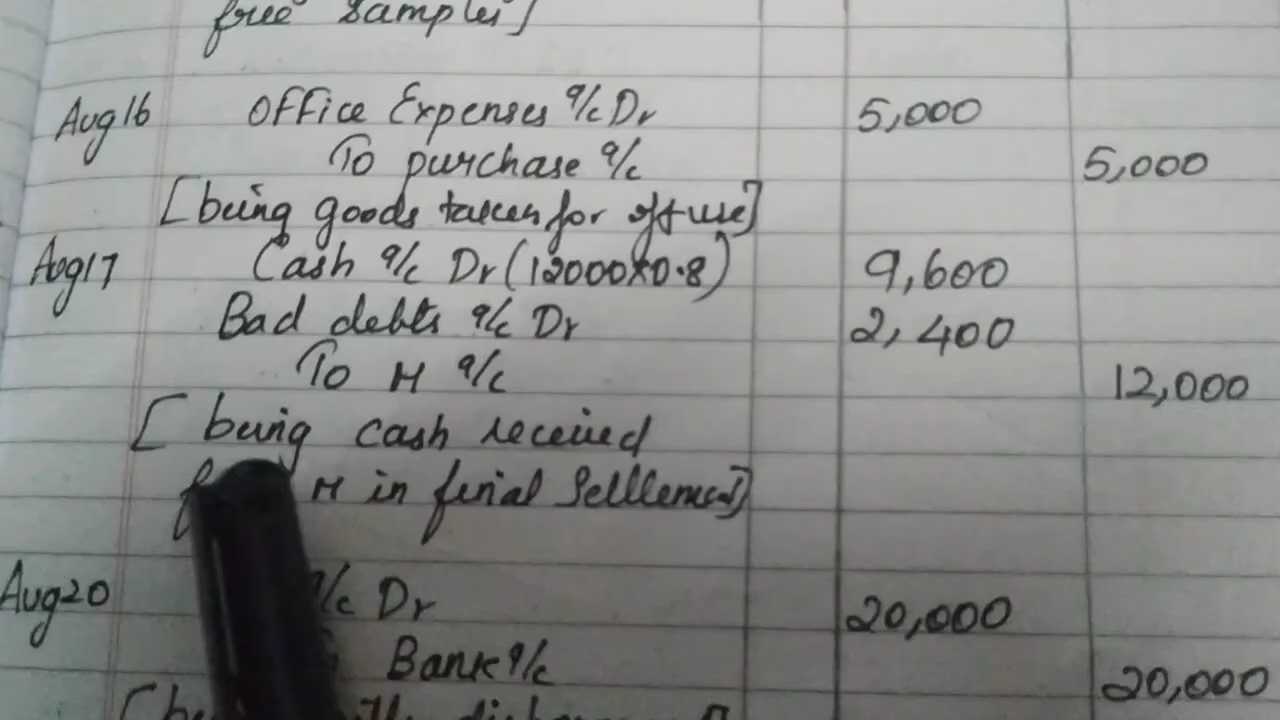 free samples]
Aug 16 Office Expenses a/c Dr 5,000
To purchase a/c 5,000
[being goods taken for off use]
Aug 17 Cash a/c Dr (12000x0.8) 9,600
Bad debts a/c Dr 2,400
To H a/c 12,000
[being cash received
H in final Settlement]
Aug 20 a/c Dr 20,000
Bank a/c 20,000